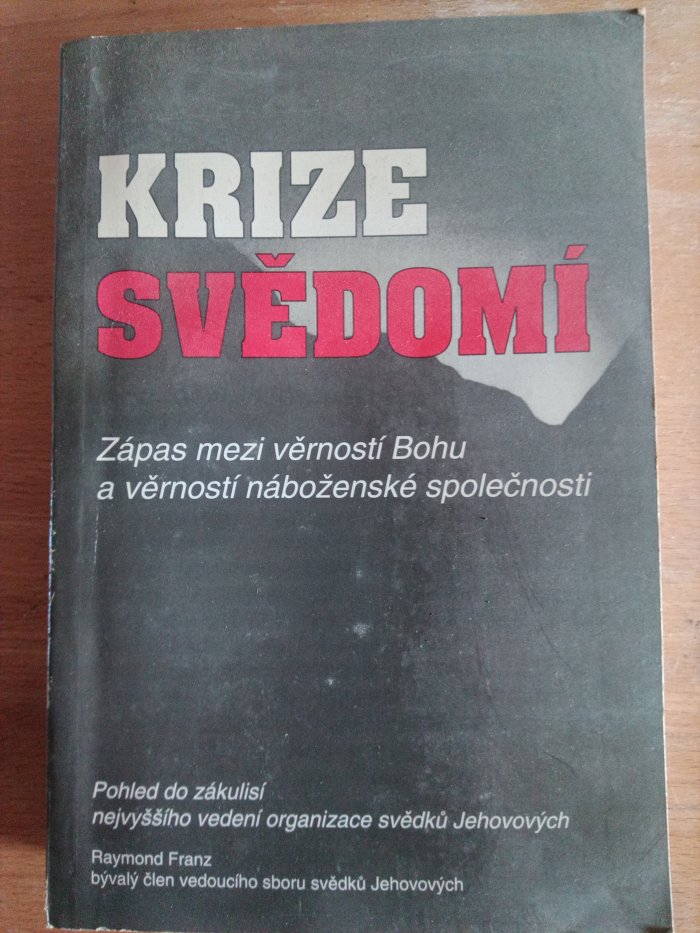 KRIZE
SVĚDOMÍ
Zápas mezi věrností Bohu
a věrností náboženské společnosti
Pohled do zákulisí
nejvyššího vedení organizace svědků Jehovových
Raymond Franz
bývalý člen vedoucího sboru svědků Jehovových